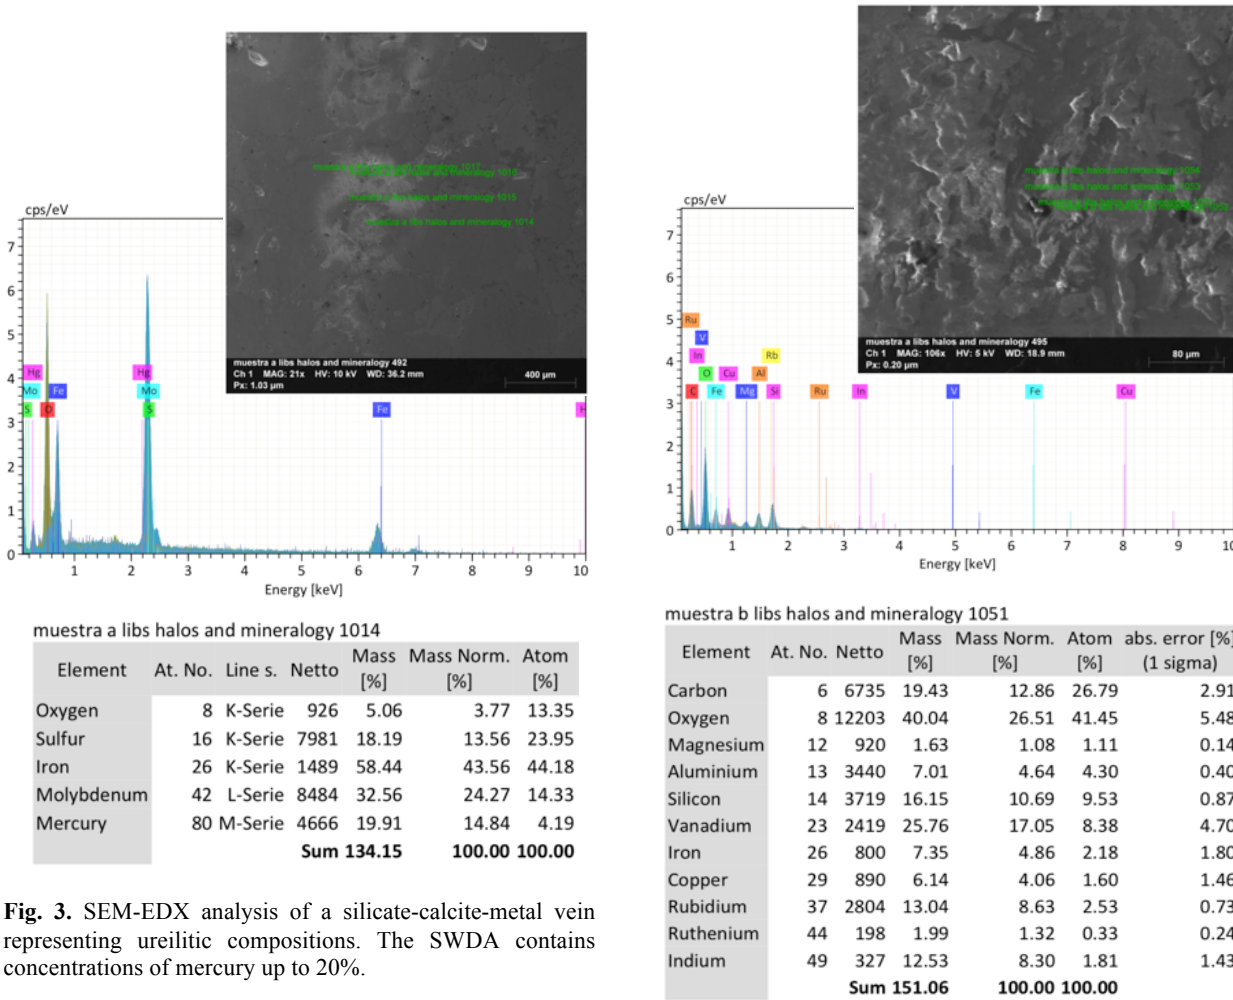 cps/eV
7
6
5
4
3
2
1
0
Hg
Mo
Fe
S
O
Hg
Mo
S
Fe
1 2 3 4 5 6 7 8 9 10
Energy [keV]
muestra a libs halos and mineralogy 1014
muestra a libs halos and mineralogy 492
Ch 1 MAG: 21x HV: 10 kV WD: 36.2 mm
Px: 1.03 µm
400 µm
muestra a libs halos and mineralogy 1014
Element At. No. Line s. Netto Mass [%] Mass Norm. [%] Atom [%]
Oxygen 8 K-Serie 926 5.06 3.77 13.35
Sulfur 16 K-Serie 7981 18.19 13.56 23.95
Iron 26 K-Serie 1489 58.44 43.56 44.18
Molybdenum 42 L-Serie 8484 32.56 24.27 14.33
Mercury 80 M-Serie 4666 19.91 14.84 4.19
Sum 134.15 100.00 100.00
Fig. 3. SEM-EDX analysis of a silicate-calcite-metal vein
representing ureilitic compositions. The SWDA contains
concentrations of mercury up to 20%.
cps/eV
7
6
5
4
3
2
1
0
Ru
V
In Rb
O Cu Al
C Fe Mg Si Ru In V Fe Cu
1 2 3 4 5 6 7 8 9 10
Energy [keV]
muestra a libs halos and mineralogy 495
Ch 1 MAG: 106x HV: 5 kV WD: 18.9 mm
Px: 0.20 µm
80 µm
muestra b libs halos and mineralogy 1051
Element At. No. Netto Mass [%] Mass Norm. [%] Atom [%] abs. error [%] (1 sigma)
Carbon 6 6735 19.43 12.86 26.79 2.91
Oxygen 8 12203 40.04 26.51 41.45 5.48
Magnesium 12 920 1.63 1.08 1.11 0.14
Aluminium 13 3440 7.01 4.64 4.30 0.40
Silicon 14 3719 16.15 10.69 9.53 0.87
Vanadium 23 2419 25.76 17.05 8.38 4.70
Iron 26 800 7.35 4.86 2.18 1.80
Copper 29 890 6.14 4.06 1.60 1.46
Rubidium 37 2804 13.04 8.63 2.53 0.73
Ruthenium 44 198 1.99 1.32 0.33 0.24
Indium 49 327 12.53 8.30 1.81 1.43
Sum 151.06 100.00 100.00